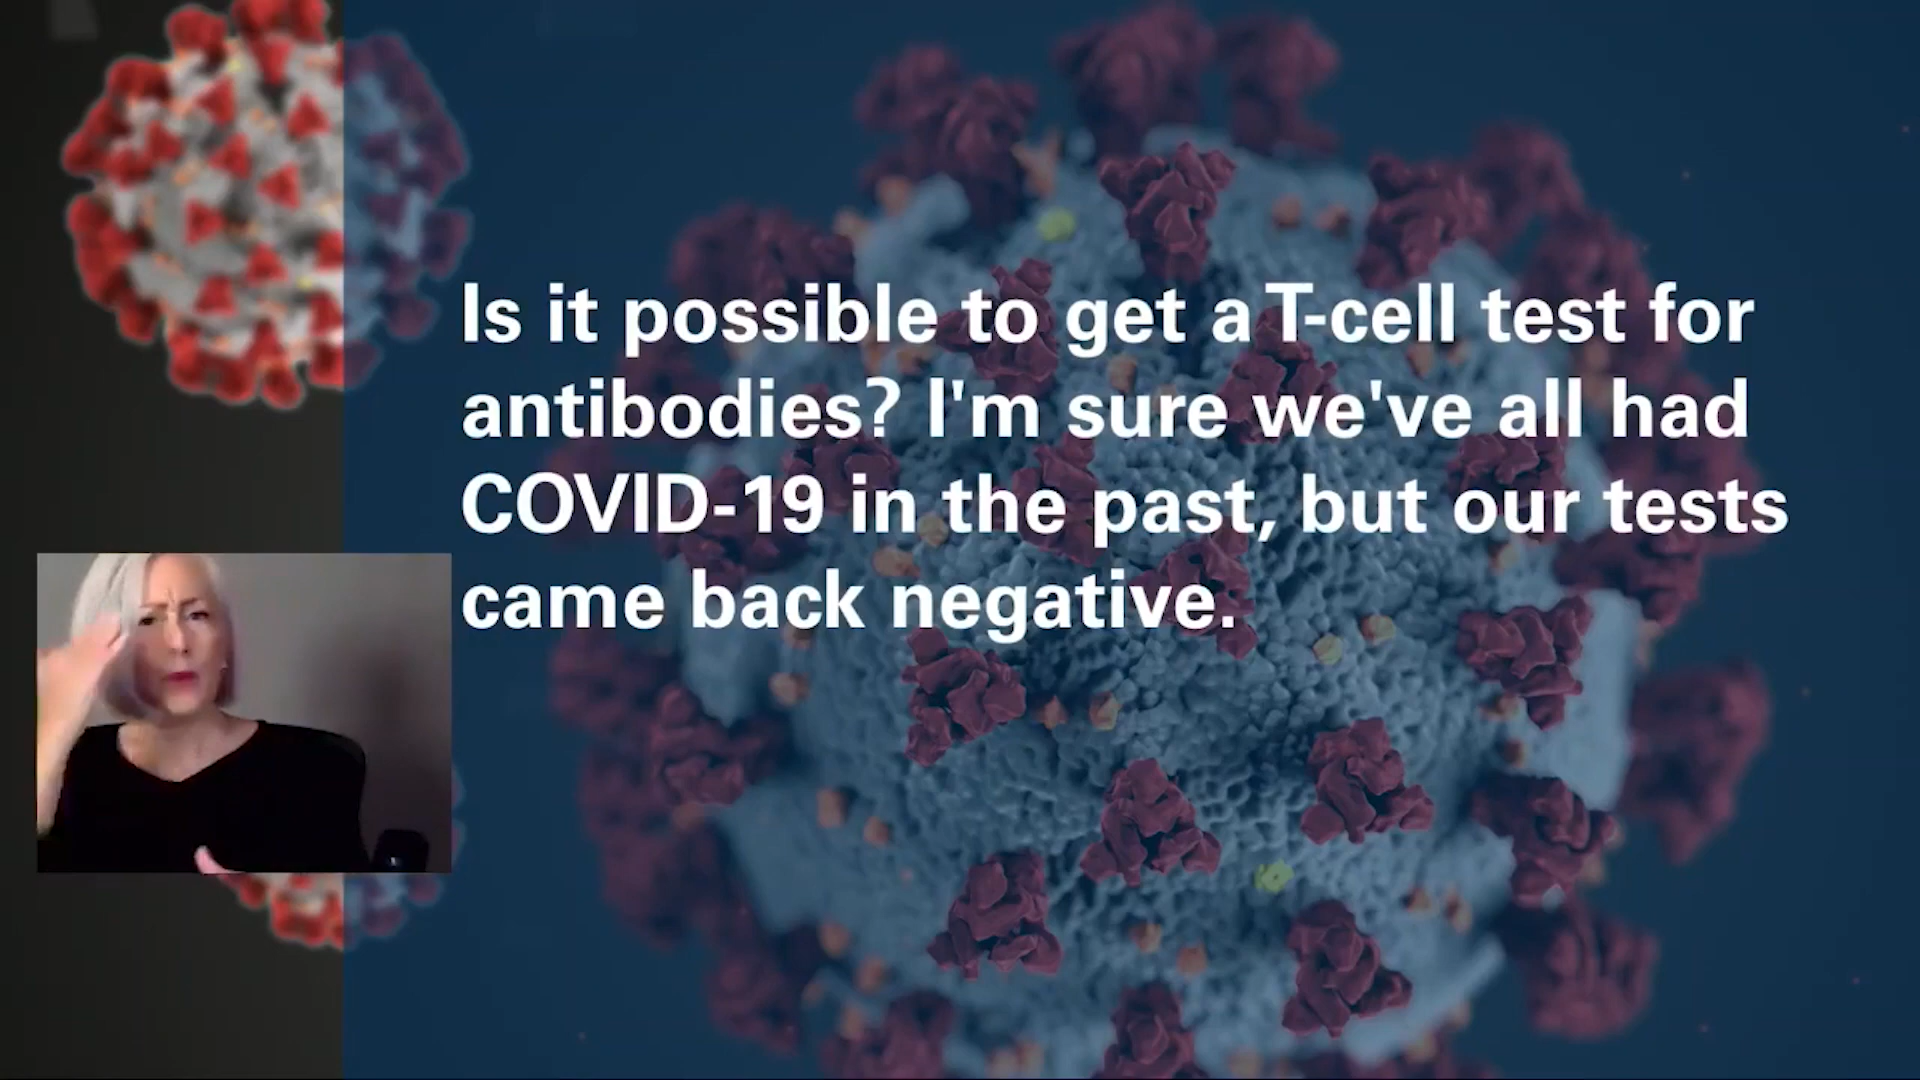 Is it possible to get a T-cell test for
antibodies? I'm sure we've all had
COVID-19 in the past, but our tests
came back negative.